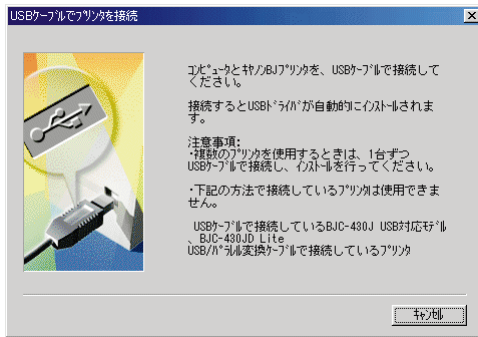 USBｹｰﾌﾞﾙでﾌﾟﾘﾝﾀを接続
ｺﾝﾋﾟｭｰﾀとｷﾔﾉﾝBJﾌﾟﾘﾝﾀを、USBｹｰﾌﾞﾙで接続して
ください。
接続するとUSBﾄﾞﾗｲﾊﾞが自動的にｲﾝｽﾄｰﾙされま
す。
注意事項:
･複数のﾌﾟﾘﾝﾀを使用するときは、1台ずつ
USBｹｰﾌﾞﾙで接続し、ｲﾝｽﾄｰﾙを行ってください。
･下記の方法で接続しているﾌﾟﾘﾝﾀは使用できま
せん。
USBｹｰﾌﾞﾙで接続しているBJC-430J USB対応ﾓﾃﾞﾙ
、BJC-430JD Lite
USB/ﾊﾟﾗﾚﾙ変換ｹｰﾌﾞﾙで接続しているﾌﾟﾘﾝﾀ
ｷｬﾝｾﾙ